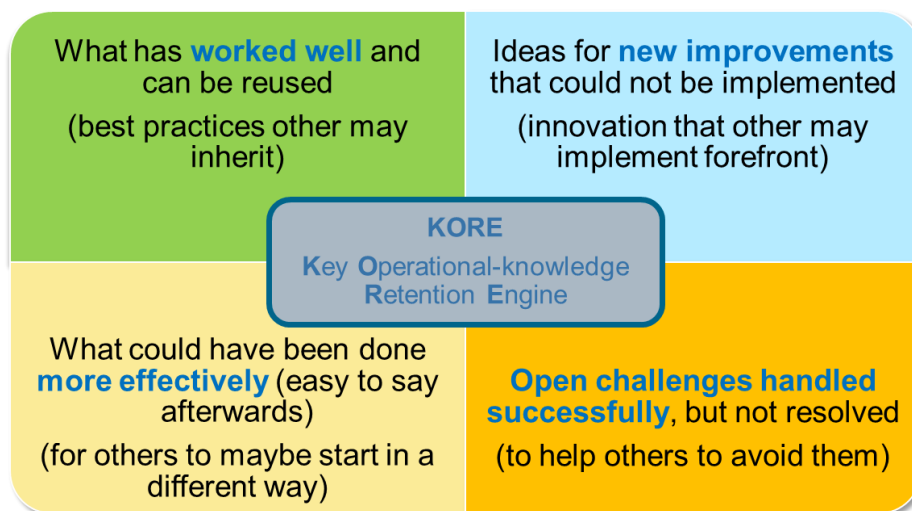 What has worked well and
can be reused
(best practices other may
inherit)
Ideas for new improvements
that could not be implemented
(innovation that other may
implement forefront)
KORE
Key Operational-knowledge
Retention Engine
What could have been done
more effectively (easy to say
afterwards)
(for others to maybe start in a
different way)
Open challenges handled
successfully, but not resolved
(to help others to avoid them)